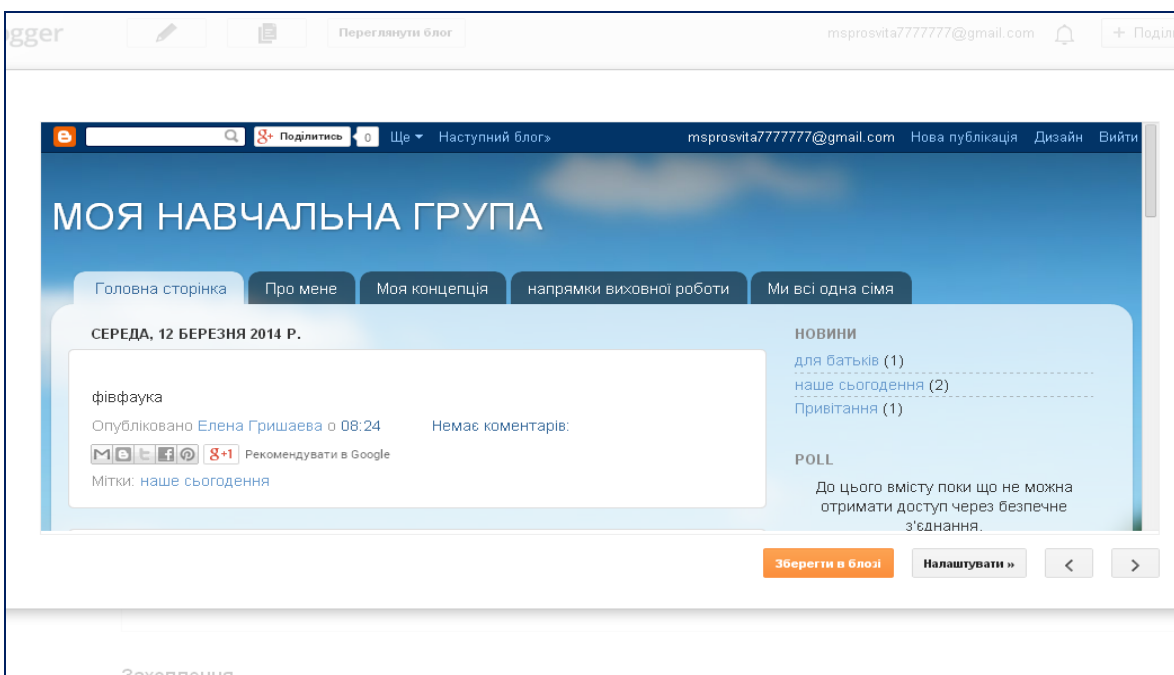 ogger Переглянути блог msprosvita7777777@gmail.com + Поділ
Поділитись 0 Ще Наступний блог» msprosvita7777777@gmail.com Нова публікація Дизайн Вийти
МОЯ НАВЧАЛЬНА ГРУПА
Головна сторінка Про мене Моя концепція напрямки виховної роботи Ми всі одна сімя
СЕРЕДА, 12 БЕРЕЗНЯ 2014 Р.
фівфаука
Опубліковано Елена Гришаева о 08:24 Немає коментарів:
g+1 Рекомендувати в Google
Мітки: наше сьогодення
НОВИНИ
для батьків (1)
наше сьогодення (2)
Привітання (1)
POLL
До цього вмісту поки що не можна
отримати доступ через безпечне
з'єднання.
Зберегти в блозі Налаштувати »